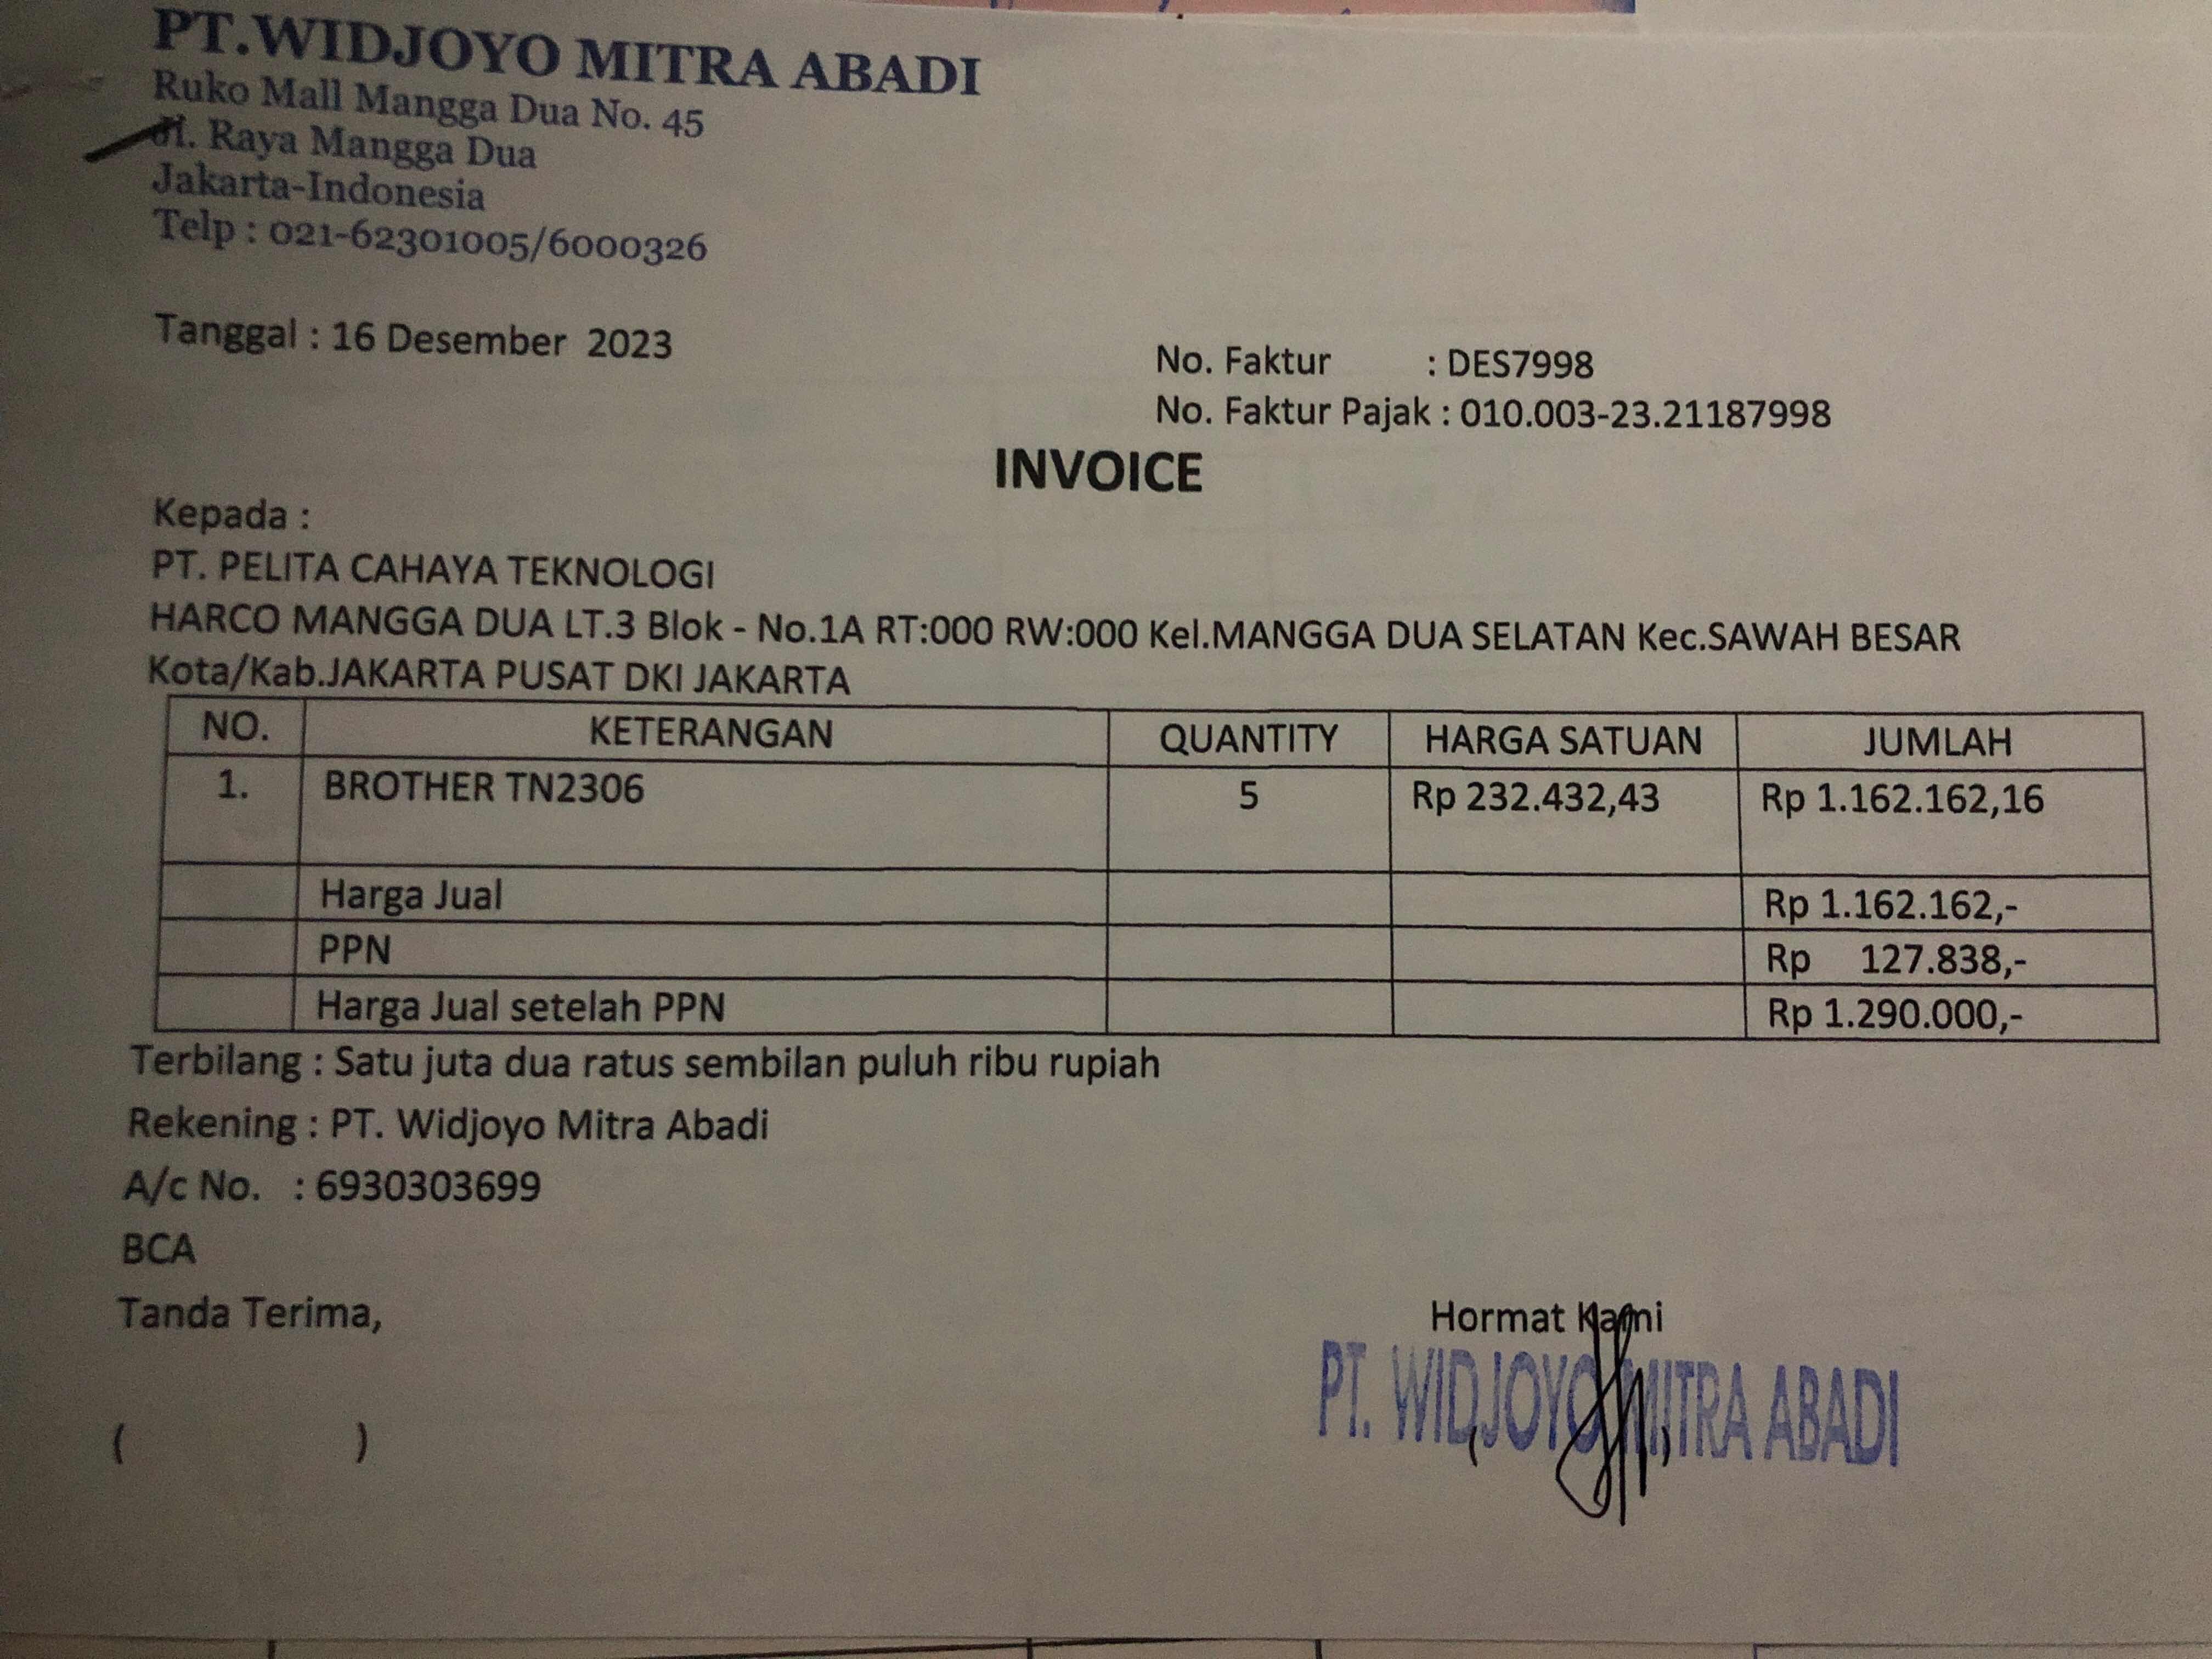 PT.WIDJOYO MITRA ABADI
Ruko Mall Mangga Dua No. 45
Jl. Raya Mangga Dua
Jakarta-Indonesia
Telp : 021-62301005/6000326
Tanggal : 16 Desember 2023
No. Faktur : DES7998
No. Faktur Pajak : 010.003-23.21187998
INVOICE
Kepada :
PT. PELITA CAHAYA TEKNOLOGI
HARCO MANGGA DUA LT.3 Blok - No.1A RT:000 RW:000 Kel.MANGGA DUA SELATAN Kec.SAWAH BESAR
Kota/Kab.JAKARTA PUSAT DKI JAKARTA
NO. KETERANGAN QUANTITY HARGA SATUAN JUMLAH
1. BROTHER TN2306 5 Rp 232.432,43 Rp 1.162.162,16
Harga Jual Rp 1.162.162,-
PPN Rp 127.838,-
Harga Jual setelah PPN Rp 1.290.000,-
Terbilang : Satu juta dua ratus sembilan puluh ribu rupiah
Rekening : PT. Widjoyo Mitra Abadi
A/c No. : 6930303699
BCA
Tanda Terima, Hormat Kami
PT. WIDJOYO MITRA ABADI
( ) ( )